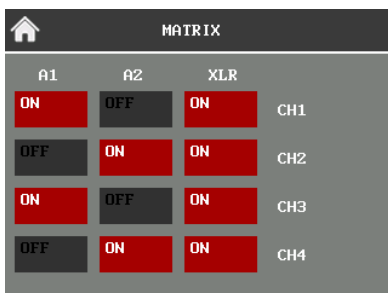 MATRIX
A1 A2 XLR
ON OFF ON CH1
OFF ON ON CH2
ON OFF ON CH3
OFF ON ON CH4